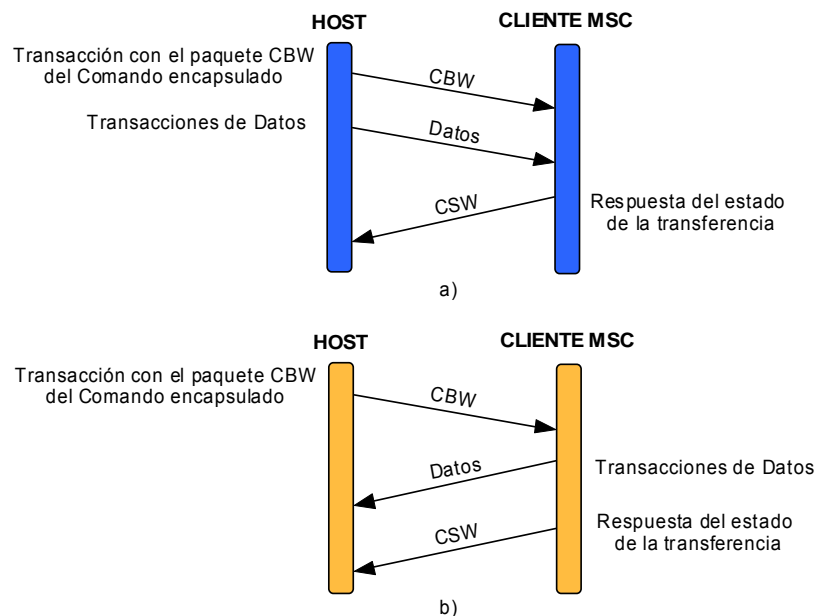 HOST
CLIENTE MSC
Transacción con el paquete CBW
del Comando encapsulado
CBW
Transacciones de Datos
Datos
CSW
Respuesta del estado
de la transferencia
a)
HOST
CLIENTE MSC
Transacción con el paquete CBW
del Comando encapsulado
CBW
Datos
Transacciones de Datos
CSW
Respuesta del estado
de la transferencia
b)